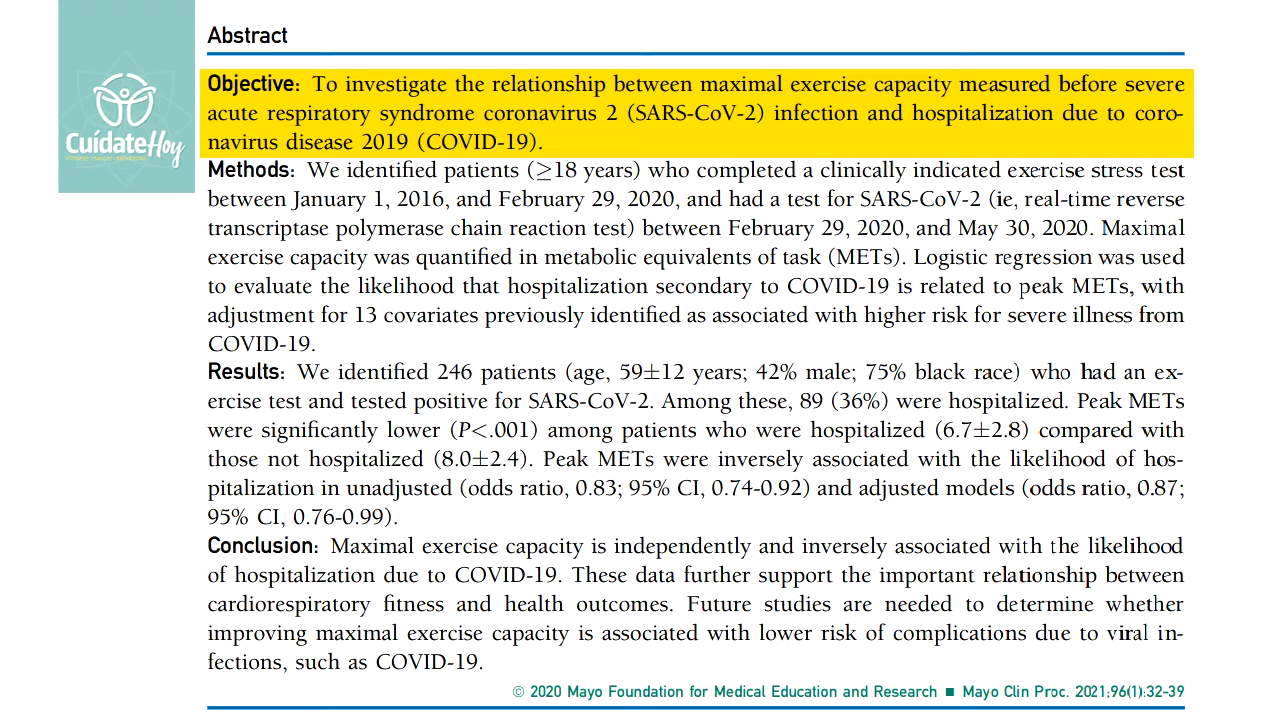 Abstract
CuídateHoy
Objective: To investigate the relationship between maximal exercise capacity measured before severe
acute respiratory syndrome coronavirus 2 (SARS-CoV-2) infection and hospitalization due to coro-
navirus disease 2019 (COVID-19).
Methods: We identified patients (≥18 years) who completed a clinically indicated exercise stress test
between January 1, 2016, and February 29, 2020, and had a test for SARS-CoV-2 (ie, real-time reverse
transcriptase polymerase chain reaction test) between February 29, 2020, and May 30, 2020. Maximal
exercise capacity was quantified in metabolic equivalents of task (METs). Logistic regression was used
to evaluate the likelihood that hospitalization secondary to COVID-19 is related to peak METs, with
adjustment for 13 covariates previously identified as associated with higher risk for severe illness from
COVID-19.
Results: We identified 246 patients (age, 59±12 years; 42% male; 75% black race) who had an ex-
ercise test and tested positive for SARS-CoV-2. Among these, 89 (36%) were hospitalized. Peak METs
were significantly lower (P<.001) among patients who were hospitalized (6.7±2.8) compared with
those not hospitalized (8.0±2.4). Peak METs were inversely associated with the likelihood of hos-
pitalization in unadjusted (odds ratio, 0.83; 95% CI, 0.74-0.92) and adjusted models (odds ratio, 0.87;
95% CI, 0.76-0.99).
Conclusion: Maximal exercise capacity is independently and inversely associated with the likelihood
of hospitalization due to COVID-19. These data further support the important relationship between
cardiorespiratory fitness and health outcomes. Future studies are needed to determine whether
improving maximal exercise capacity is associated with lower risk of complications due to viral in-
fections, such as COVID-19.
© 2020 Mayo Foundation for Medical Education and Research ■ Mayo Clin Proc. 2021;96(1):32-39